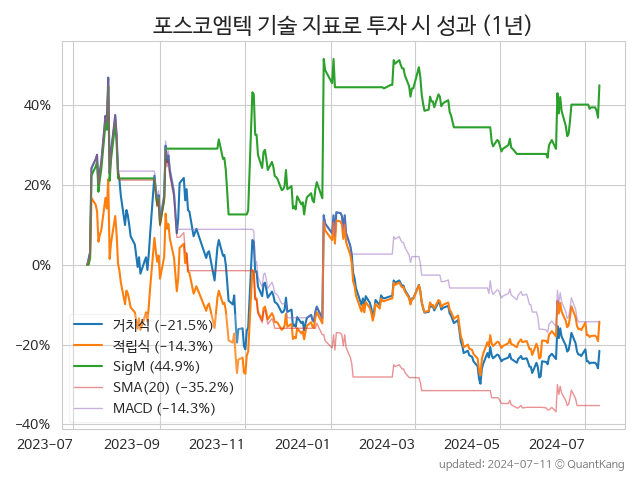 포스코엠텍 기술 지표로 투자 시 성과 (1년)
40%
20%
0%
−20%
−40%
거치식 (−21.5%)
적립식 (−14.3%)
SigM (44.9%)
SMA(20) (−35.2%)
MACD (−14.3%)
2023-07
2023-09
2023-11
2024-01
2024-03
2024-05
2024-07
updated: 2024-07-11 © QuantKang